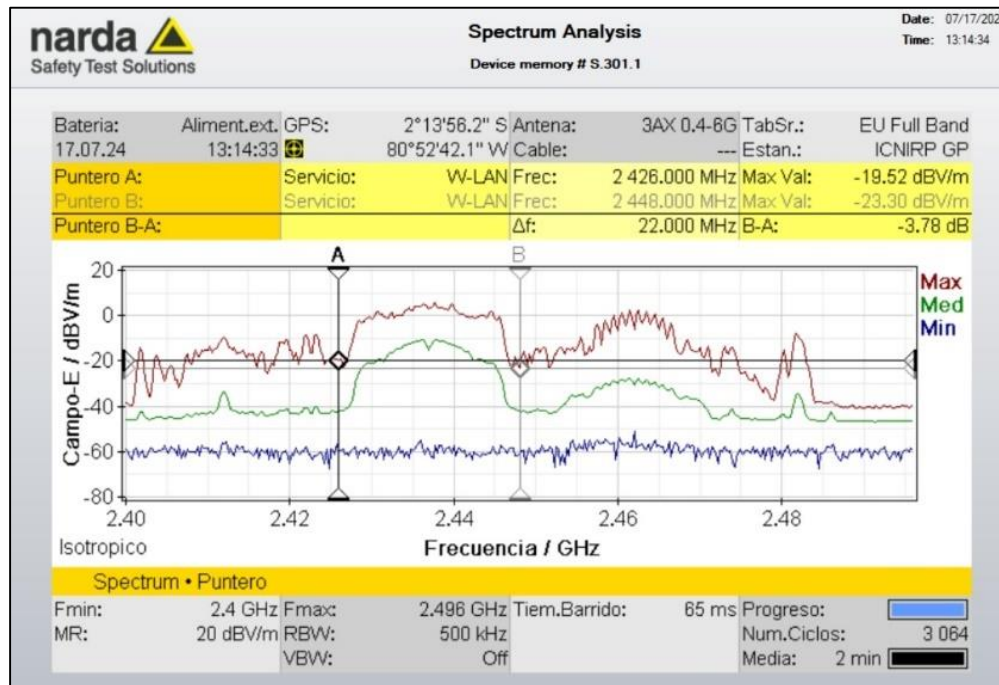 narda
Safety Test Solutions
Spectrum Analysis
Device memory # S.301.1
Date: 07/17/202
Time: 13:14:34
Bateria: Aliment.ext. GPS: 2°13'56.2" S Antena: 3AX 0.4-6G TabSr.: EU Full Band
17.07.24 13:14:33 80°52'42.1" W Cable: --- Estan.: ICNIRP GP
Puntero A: Servicio: W-LAN Frec: 2 426.000 MHz Max Val: -19.52 dBV/m
Puntero B: Servicio: W-LAN Frec: 2 448.000 MHz Max Val: -23.30 dBV/m
Puntero B-A: Δf: 22.000 MHz B-A: -3.78 dB
A B
20
0
-20
-40
-60
-80
Campo-E / dBV/m
Max
Med
Min
2.40 2.42 2.44 2.46 2.48
Isotropico Frecuencia / GHz
Spectrum • Puntero
Fmin: 2.4 GHz Fmax: 2.496 GHz Tiem.Barrido: 65 ms Progreso:
MR: 20 dBV/m RBW: 500 kHz Num.Ciclos: 3 064
VBW: Off Media: 2 min